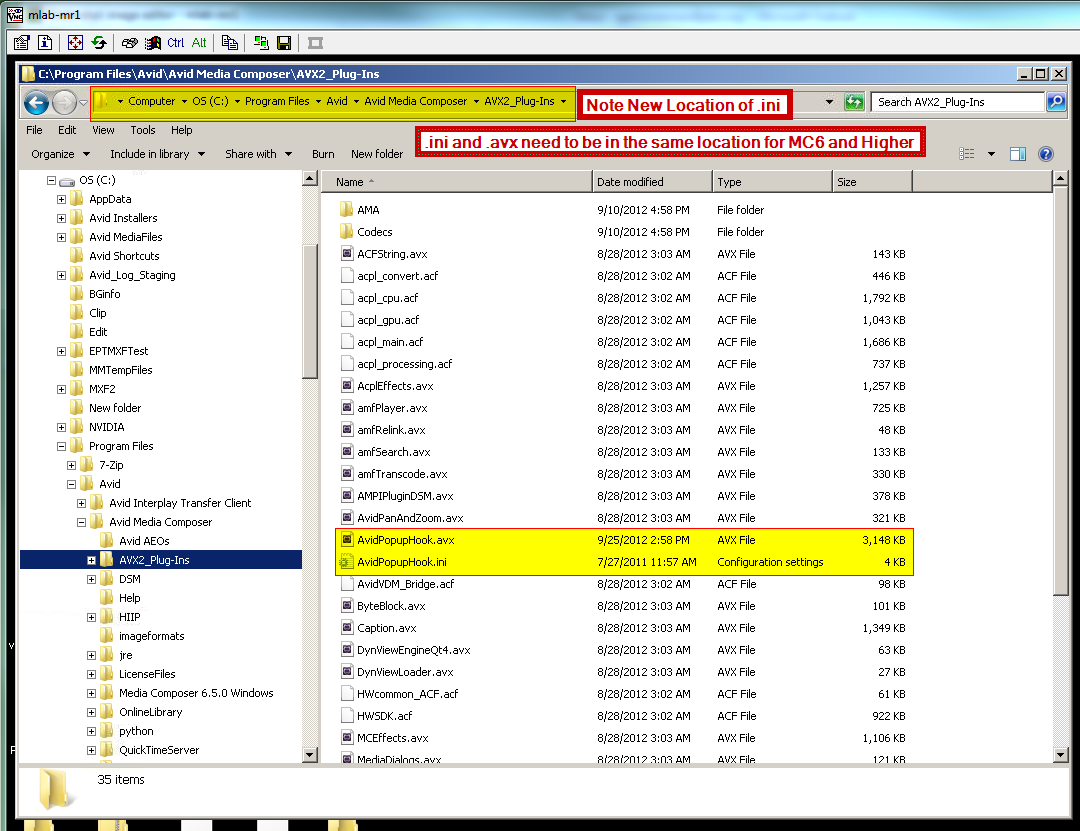 mlab-mr1
Ctrl Alt
C:\Program Files\Avid\Avid Media Composer\AVX2_Plug-Ins
Computer OS (C:) Program Files Avid Avid Media Composer AVX2_Plug-Ins
Note New Location of .ini
Search AVX2_Plug-Ins
File Edit View Tools Help
.ini and .avx need to be in the same location for MC6 and Higher
Organize Include in library Share with Burn New folder
OS (C:)
AppData
Avid Installers
Avid MediaFiles
Avid Shortcuts
Avid_Log_Staging
BGinfo
Clip
Edit
EPTMXFTest
MMTempFiles
MXF2
New folder
NVIDIA
Program Files
7-Zip
Avid
Avid Interplay Transfer Client
Avid Media Composer
Avid AEOs
AVX2_Plug-Ins
DSM
Help
HIIP
imageformats
jre
LicenseFiles
Media Composer 6.5.0 Windows
OnlineLibrary
python
QuickTimeServer
Name Date modified Type Size
AMA 9/10/2012 4:58 PM File folder
Codecs 9/10/2012 4:58 PM File folder
ACFString.avx 8/28/2012 3:03 AM AVX File 143 KB
acpl_convert.acf 8/28/2012 3:02 AM ACF File 446 KB
acpl_cpu.acf 8/28/2012 3:02 AM ACF File 1,792 KB
acpl_gpu.acf 8/28/2012 3:02 AM ACF File 1,043 KB
acpl_main.acf 8/28/2012 3:02 AM ACF File 1,686 KB
acpl_processing.acf 8/28/2012 3:02 AM ACF File 737 KB
AcplEffects.avx 8/28/2012 3:03 AM AVX File 1,257 KB
amfPlayer.avx 8/28/2012 3:03 AM AVX File 725 KB
amfRelink.avx 8/28/2012 3:03 AM AVX File 48 KB
amfSearch.avx 8/28/2012 3:03 AM AVX File 133 KB
amfTranscode.avx 8/28/2012 3:03 AM AVX File 330 KB
AMPIPluginDSM.avx 8/28/2012 3:03 AM AVX File 378 KB
AvidPanAndZoom.avx 8/28/2012 3:03 AM AVX File 321 KB
AvidPopupHook.avx 9/25/2012 2:58 PM AVX File 3,148 KB
AvidPopupHook.ini 7/27/2011 11:57 AM Configuration settings 4 KB
AvidVDM_Bridge.acf 8/28/2012 3:02 AM ACF File 98 KB
ByteBlock.avx 8/28/2012 3:03 AM AVX File 101 KB
Caption.avx 8/28/2012 3:03 AM AVX File 1,349 KB
DynViewEngineQt4.avx 8/28/2012 3:03 AM AVX File 63 KB
DynViewLoader.avx 8/28/2012 3:03 AM AVX File 27 KB
HWcommon_ACF.acf 8/28/2012 3:02 AM ACF File 61 KB
HWSDK.acf 8/28/2012 3:02 AM ACF File 922 KB
MCEffects.avx 8/28/2012 3:03 AM AVX File 1,106 KB
MediaDialogs.avx 8/28/2012 3:03 AM AVX File 121 KB
35 items